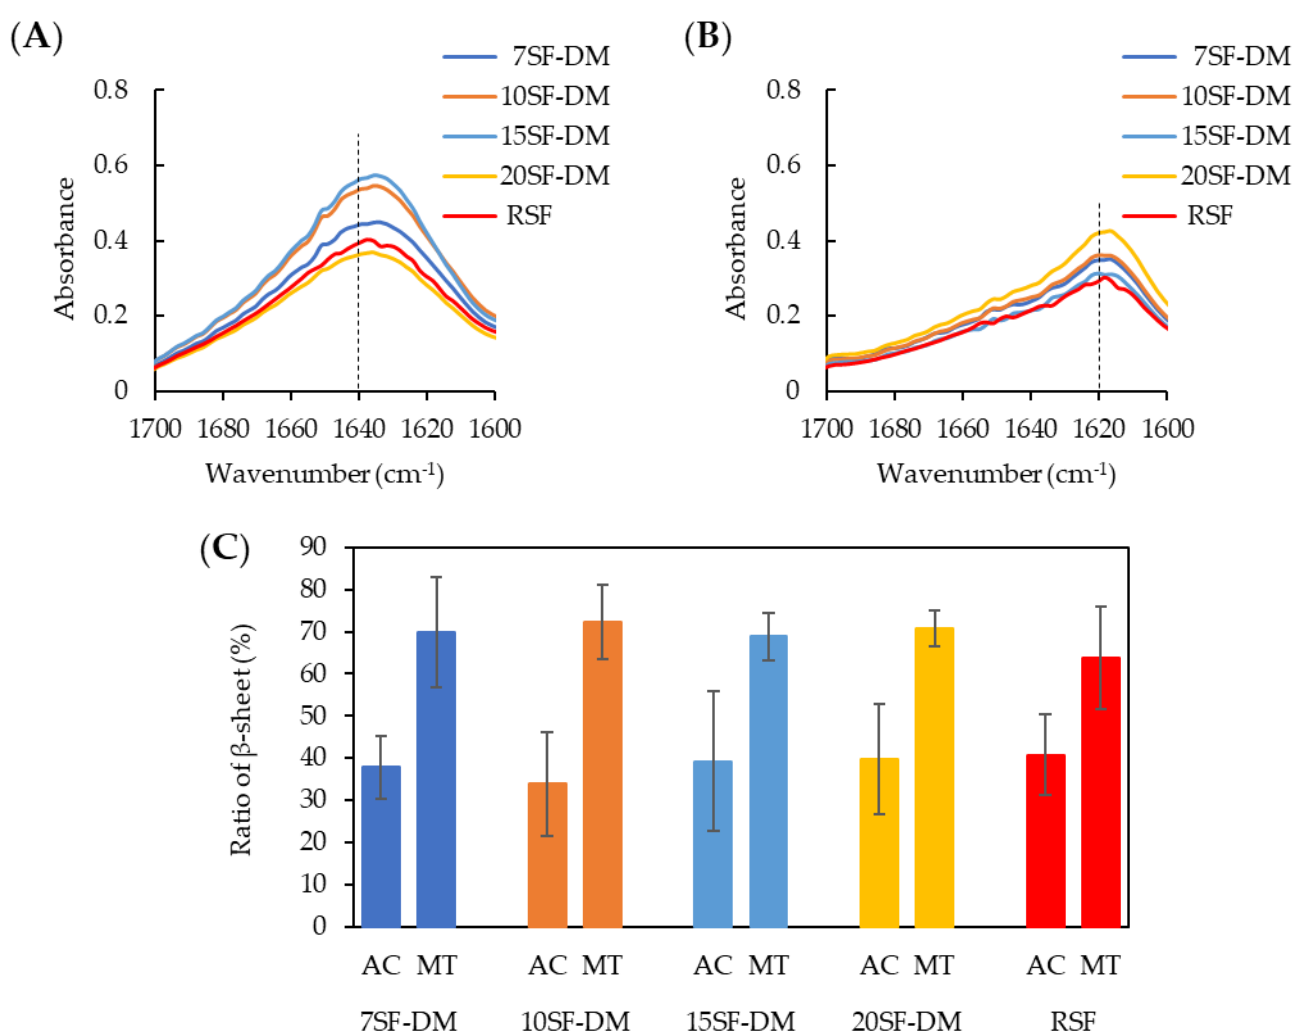 (A)
7SF-DM
10SF-DM
15SF-DM
20SF-DM
RSF
0.8
0.6
0.4
0.2
0
Absorbance
1700 1680 1660 1640 1620 1600
Wavenumber (cm-1)
(B)
7SF-DM
10SF-DM
15SF-DM
20SF-DM
RSF
0.8
0.6
0.4
0.2
0
Absorbance
1700 1680 1660 1640 1620 1600
Wavenumber (cm-1)
(C)
90
80
70
60
50
40
30
20
10
0
Ratio of β-sheet (%)
AC MT AC MT AC MT AC MT AC MT
7SF-DM 10SF-DM 15SF-DM 20SF-DM RSF